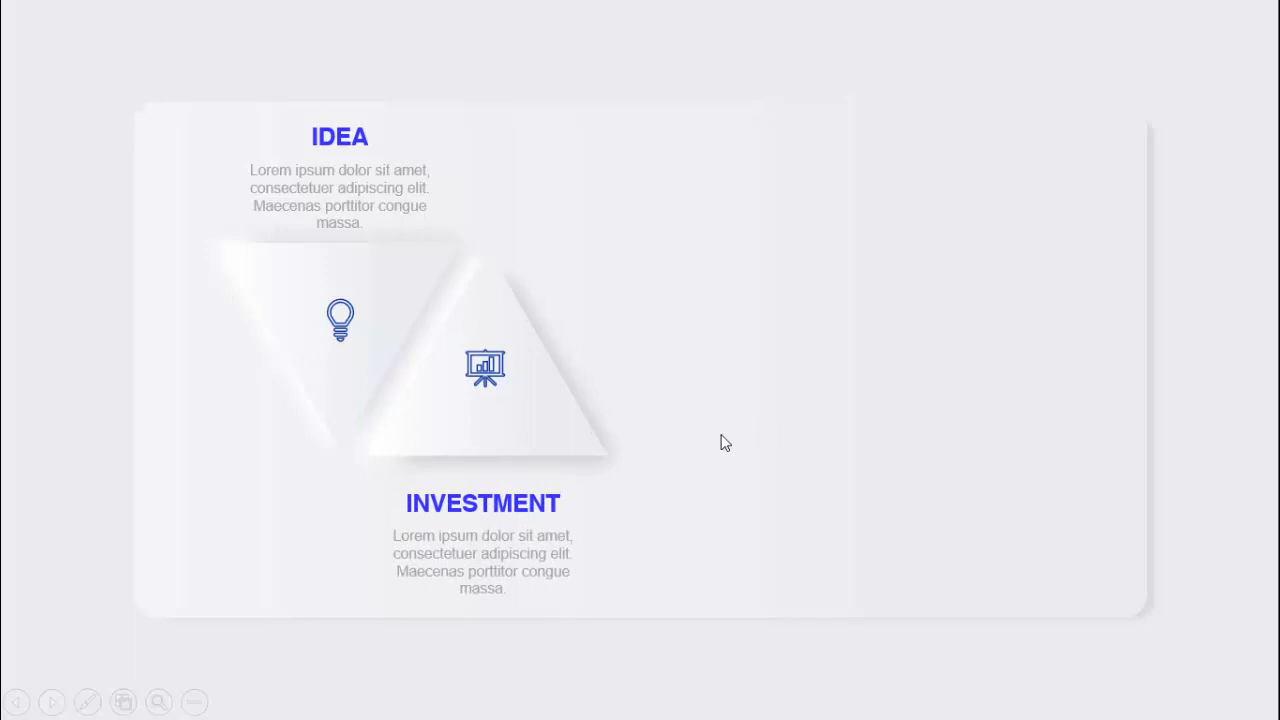 IDEA
Lorem ipsum dolor sit amet,
consectetuer adipiscing elit.
Maecenas porttitor congue
massa.
INVESTMENT
Lorem ipsum dolor sit amet,
consectetuer adipiscing elit.
Maecenas porttitor congue
massa.